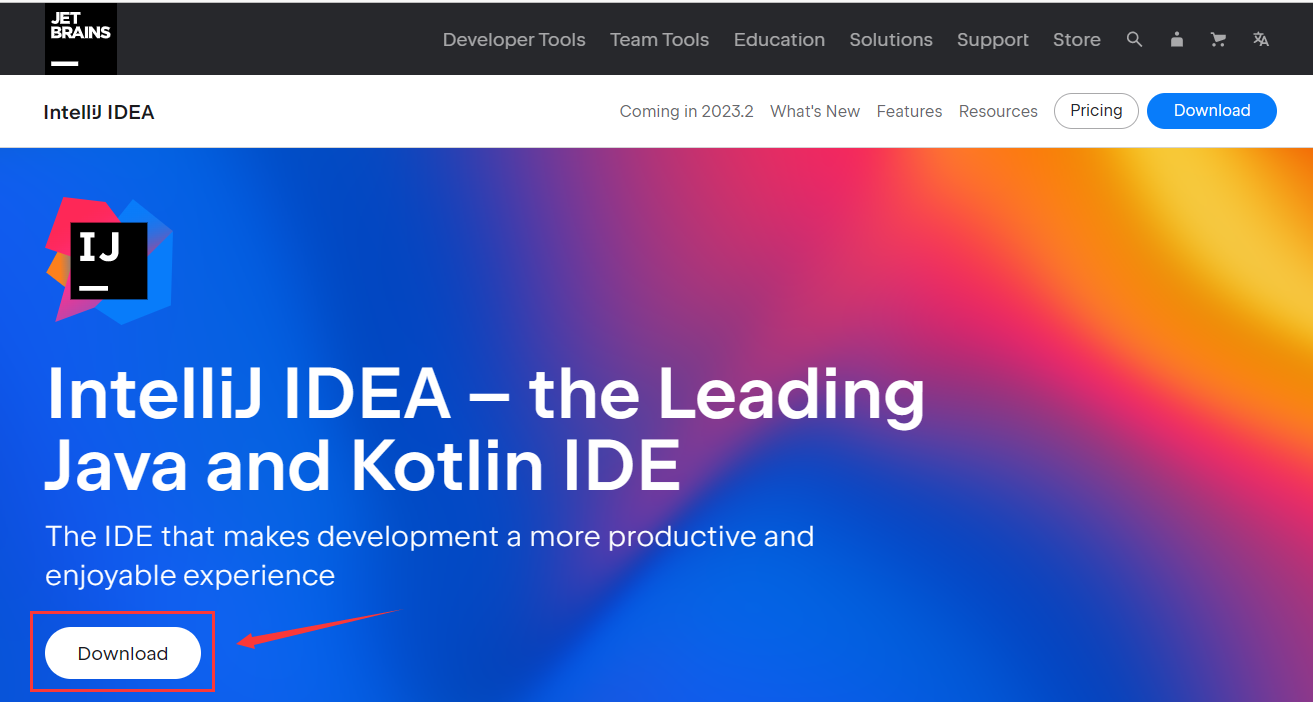 JET
BRAINS
Developer Tools Team Tools Education Solutions Support Store
IntelliJ IDEA
Coming in 2023.2 What's New Features Resources Pricing Download
IJ
IntelliJ IDEA – the Leading
Java and Kotlin IDE
The IDE that makes development a more productive and
enjoyable experience
Download